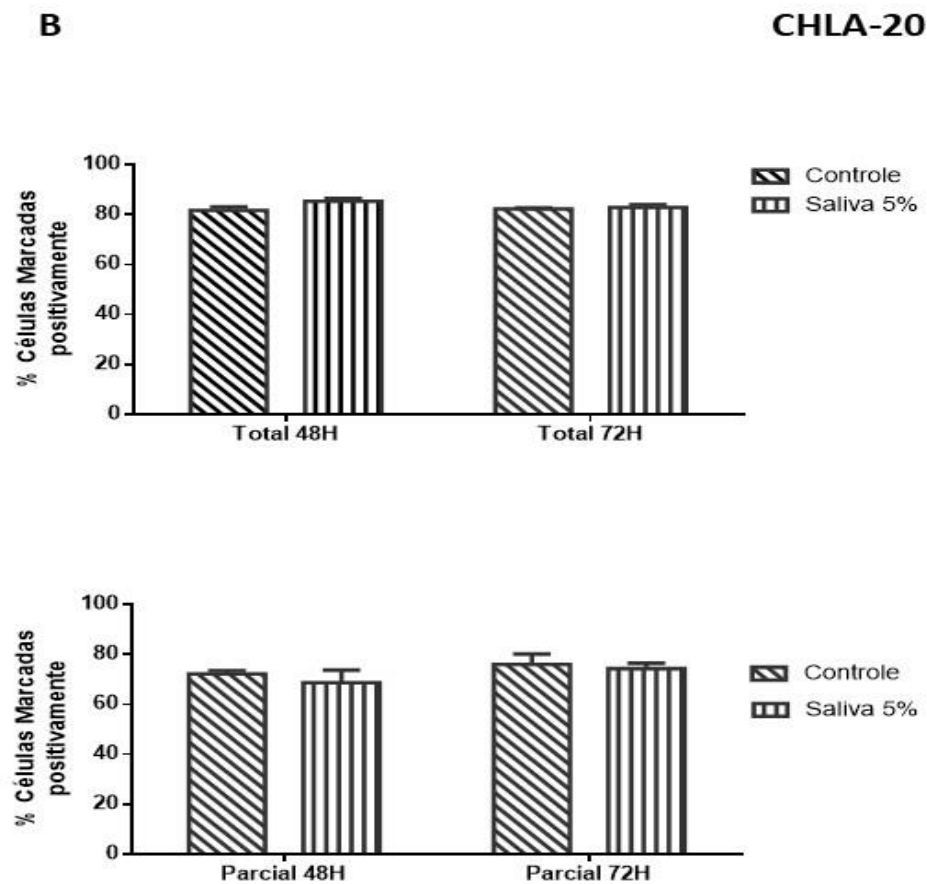 B
CHLA-20
% Células Marcadas
positivamente
100
80
60
40
20
0
Total 48H
Total 72H
Controle
Saliva 5%
% Células Marcadas
positivamente
100
80
60
40
20
0
Parcial 48H
Parcial 72H
Controle
Saliva 5%